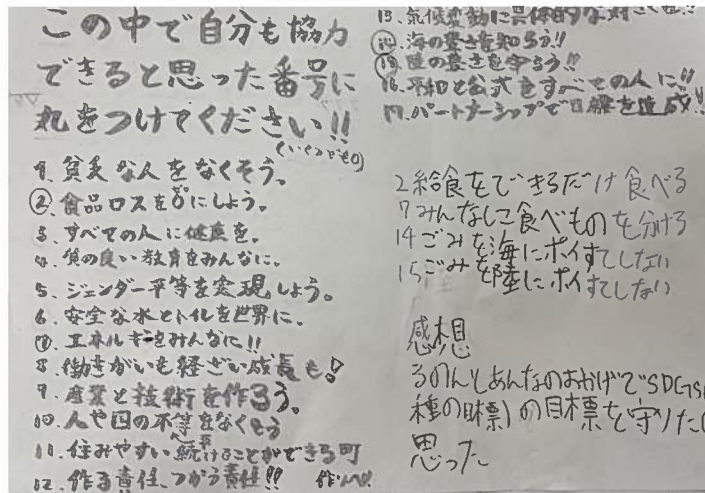 この中で自分も協力
できると思った番号に
丸をつけてください!!
(いくつでもO)
1. 貧乏な人をなくそう。
②. 食品ロスを0にしよう。
3. すべての人に健康を。
4. 質の良い教育をみんなに。
5. ジェンダー平等を実現しよう。
6. 安全な水とトイレを世界に。
⑦. エネルギーをみんなに!!
8. 働きがいも経ざい成長も!
9. 産業と技術を作ろう。
10. 人や国の不平等をなくそう
11. 住みやすい続けることができる町
12. 作る責任、つかう責任!!
13. 気候変動に具体的な対さくを!!
⑭. 海の豊さを知ろう!!
⑮. 陸の豊さを守ろう!!
16. 平和と公式をすべての人に!!
17. パートナーシップで目標を達成!!
2 給食をできるだけ食べる
7 みんなに食べものを分ける
14 ごみを海にポイすてしない
15 ごみを陸にポイすてしない
感想
るのんとあんなのおかげでSDGs
種の目標)の目標を守りた
思った